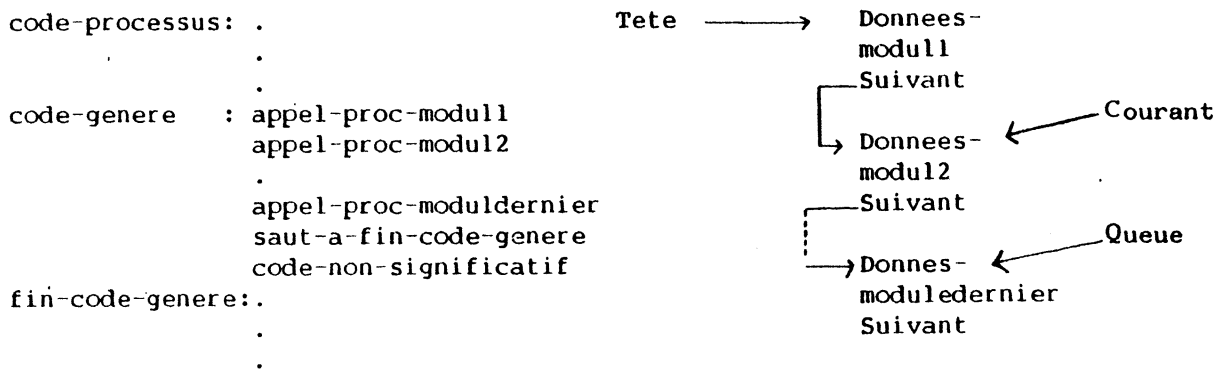 code-processus: .
.
.
code-genere : appel-proc-modul1
appel-proc-modul2
.
appel-proc-moduldernier
saut-a-fin-code-genere
code-non-significatif
fin-code-genere:.
.
.
Tete
Donnees-
modul1
Suivant
Courant
Donnees-
modul2
Suivant
Queue
Donnes-
moduledernier
Suivant